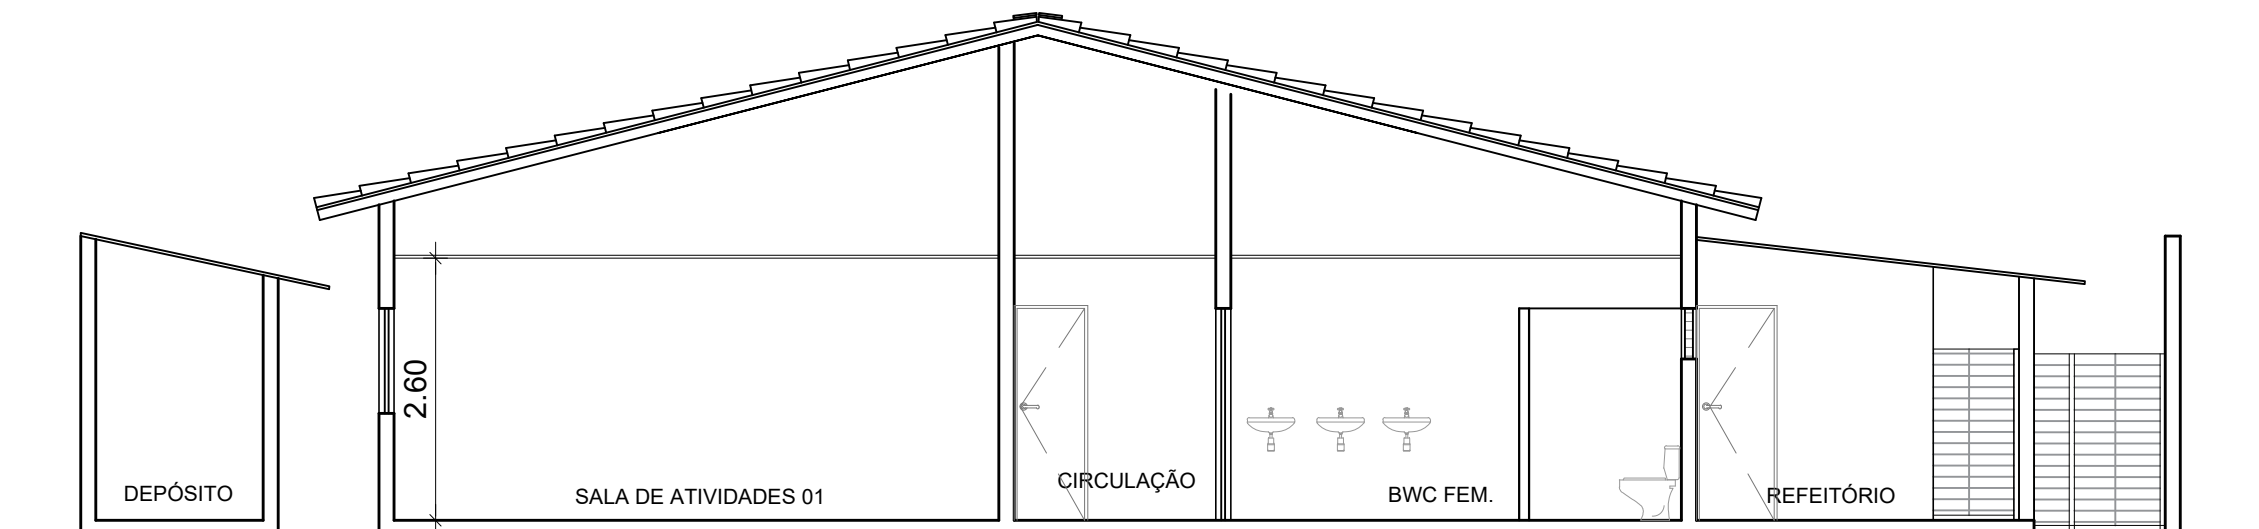 2.60
DEPÓSITO
SALA DE ATIVIDADES 01
CIRCULAÇÃO
BWC FEM.
REFEITÓRIO